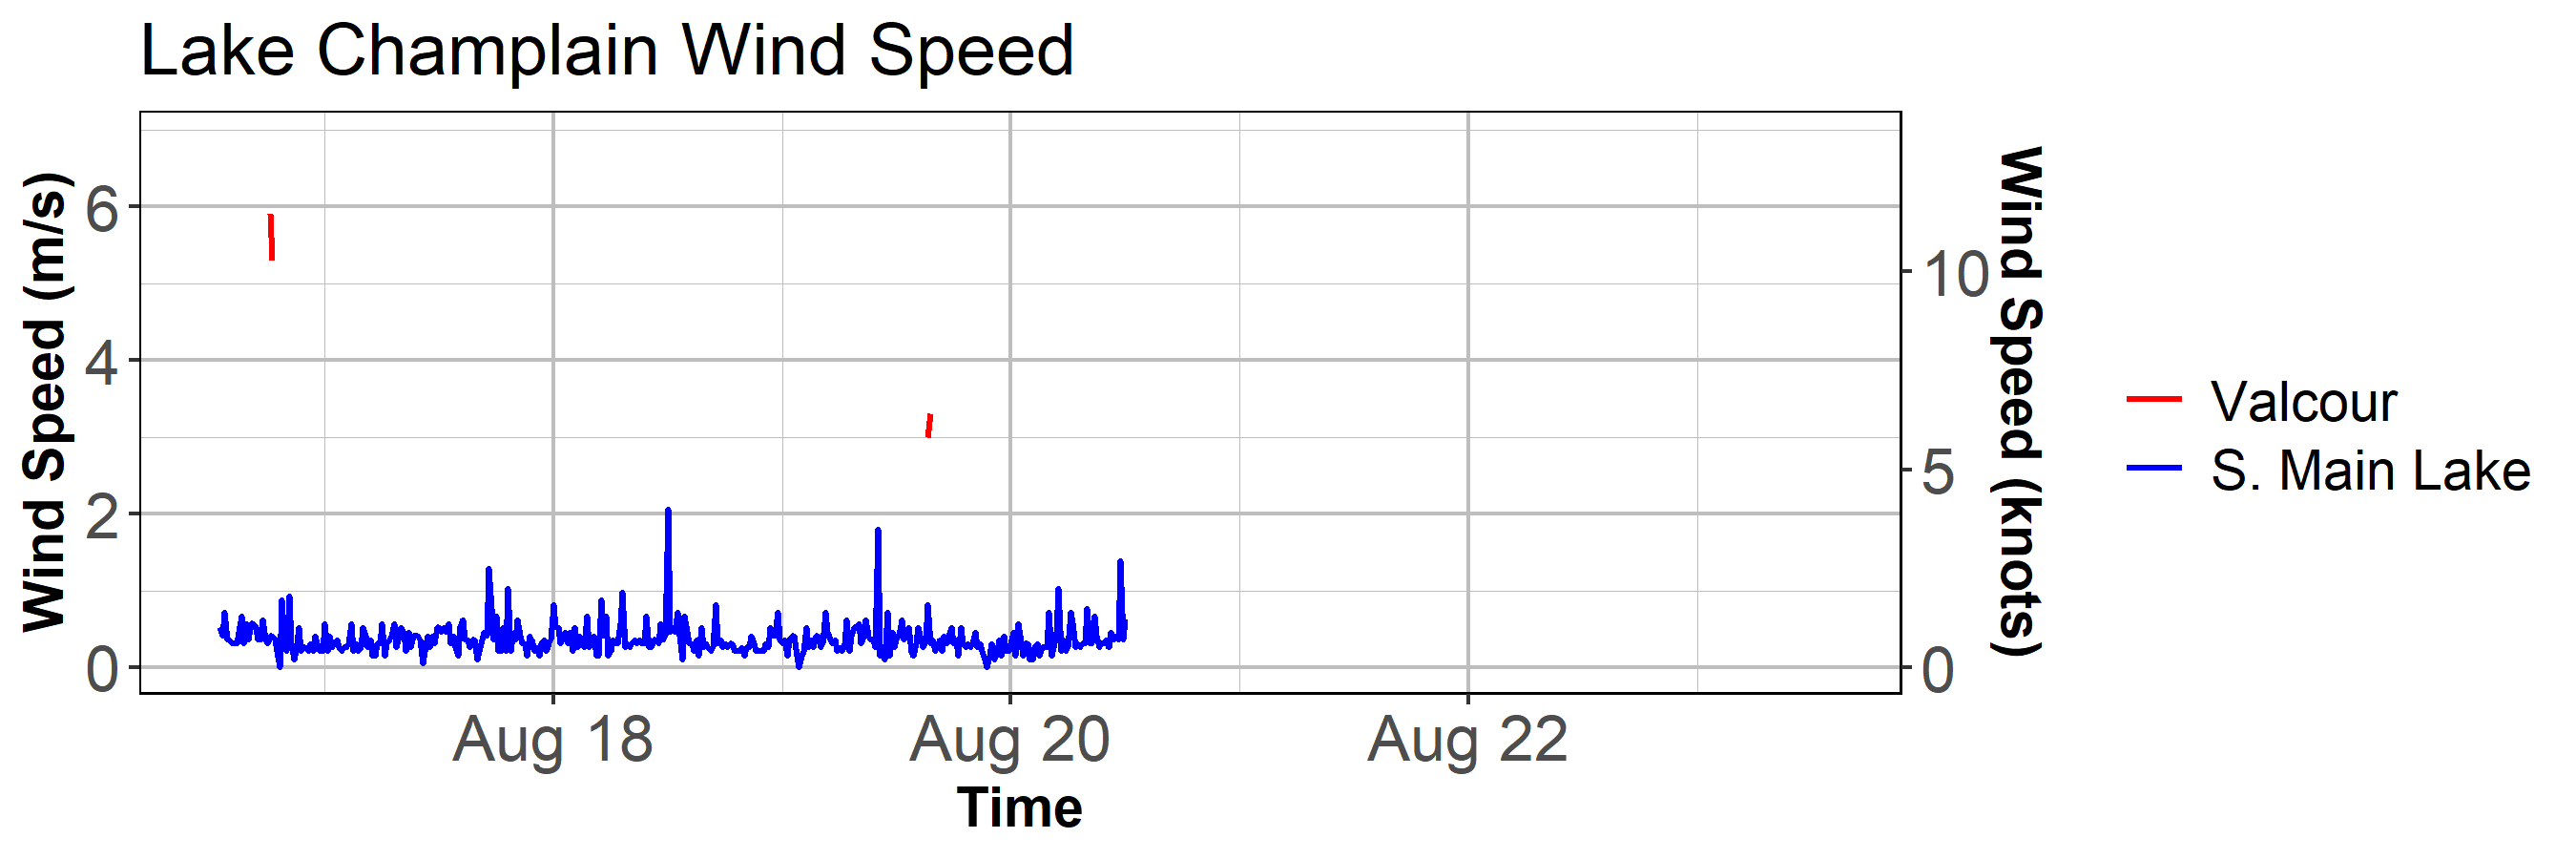 Lake Champlain Wind Speed
Wind Speed (m/s)
6
4
2
0
10
5
0
Wind Speed (knots)
Valcour
S. Main Lake
Aug 18
Aug 20
Aug 22
Time